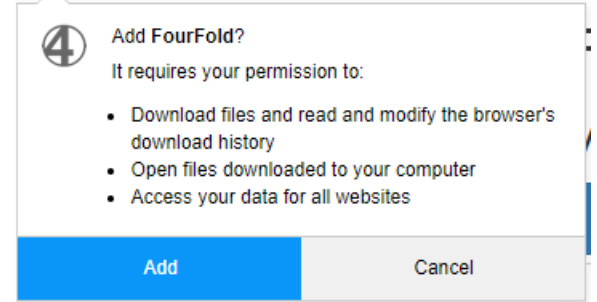 4
Add FourFold?
It requires your permission to:
Download files and read and modify the browser's
download history
Open files downloaded to your computer
Access your data for all websites
Add
Cancel